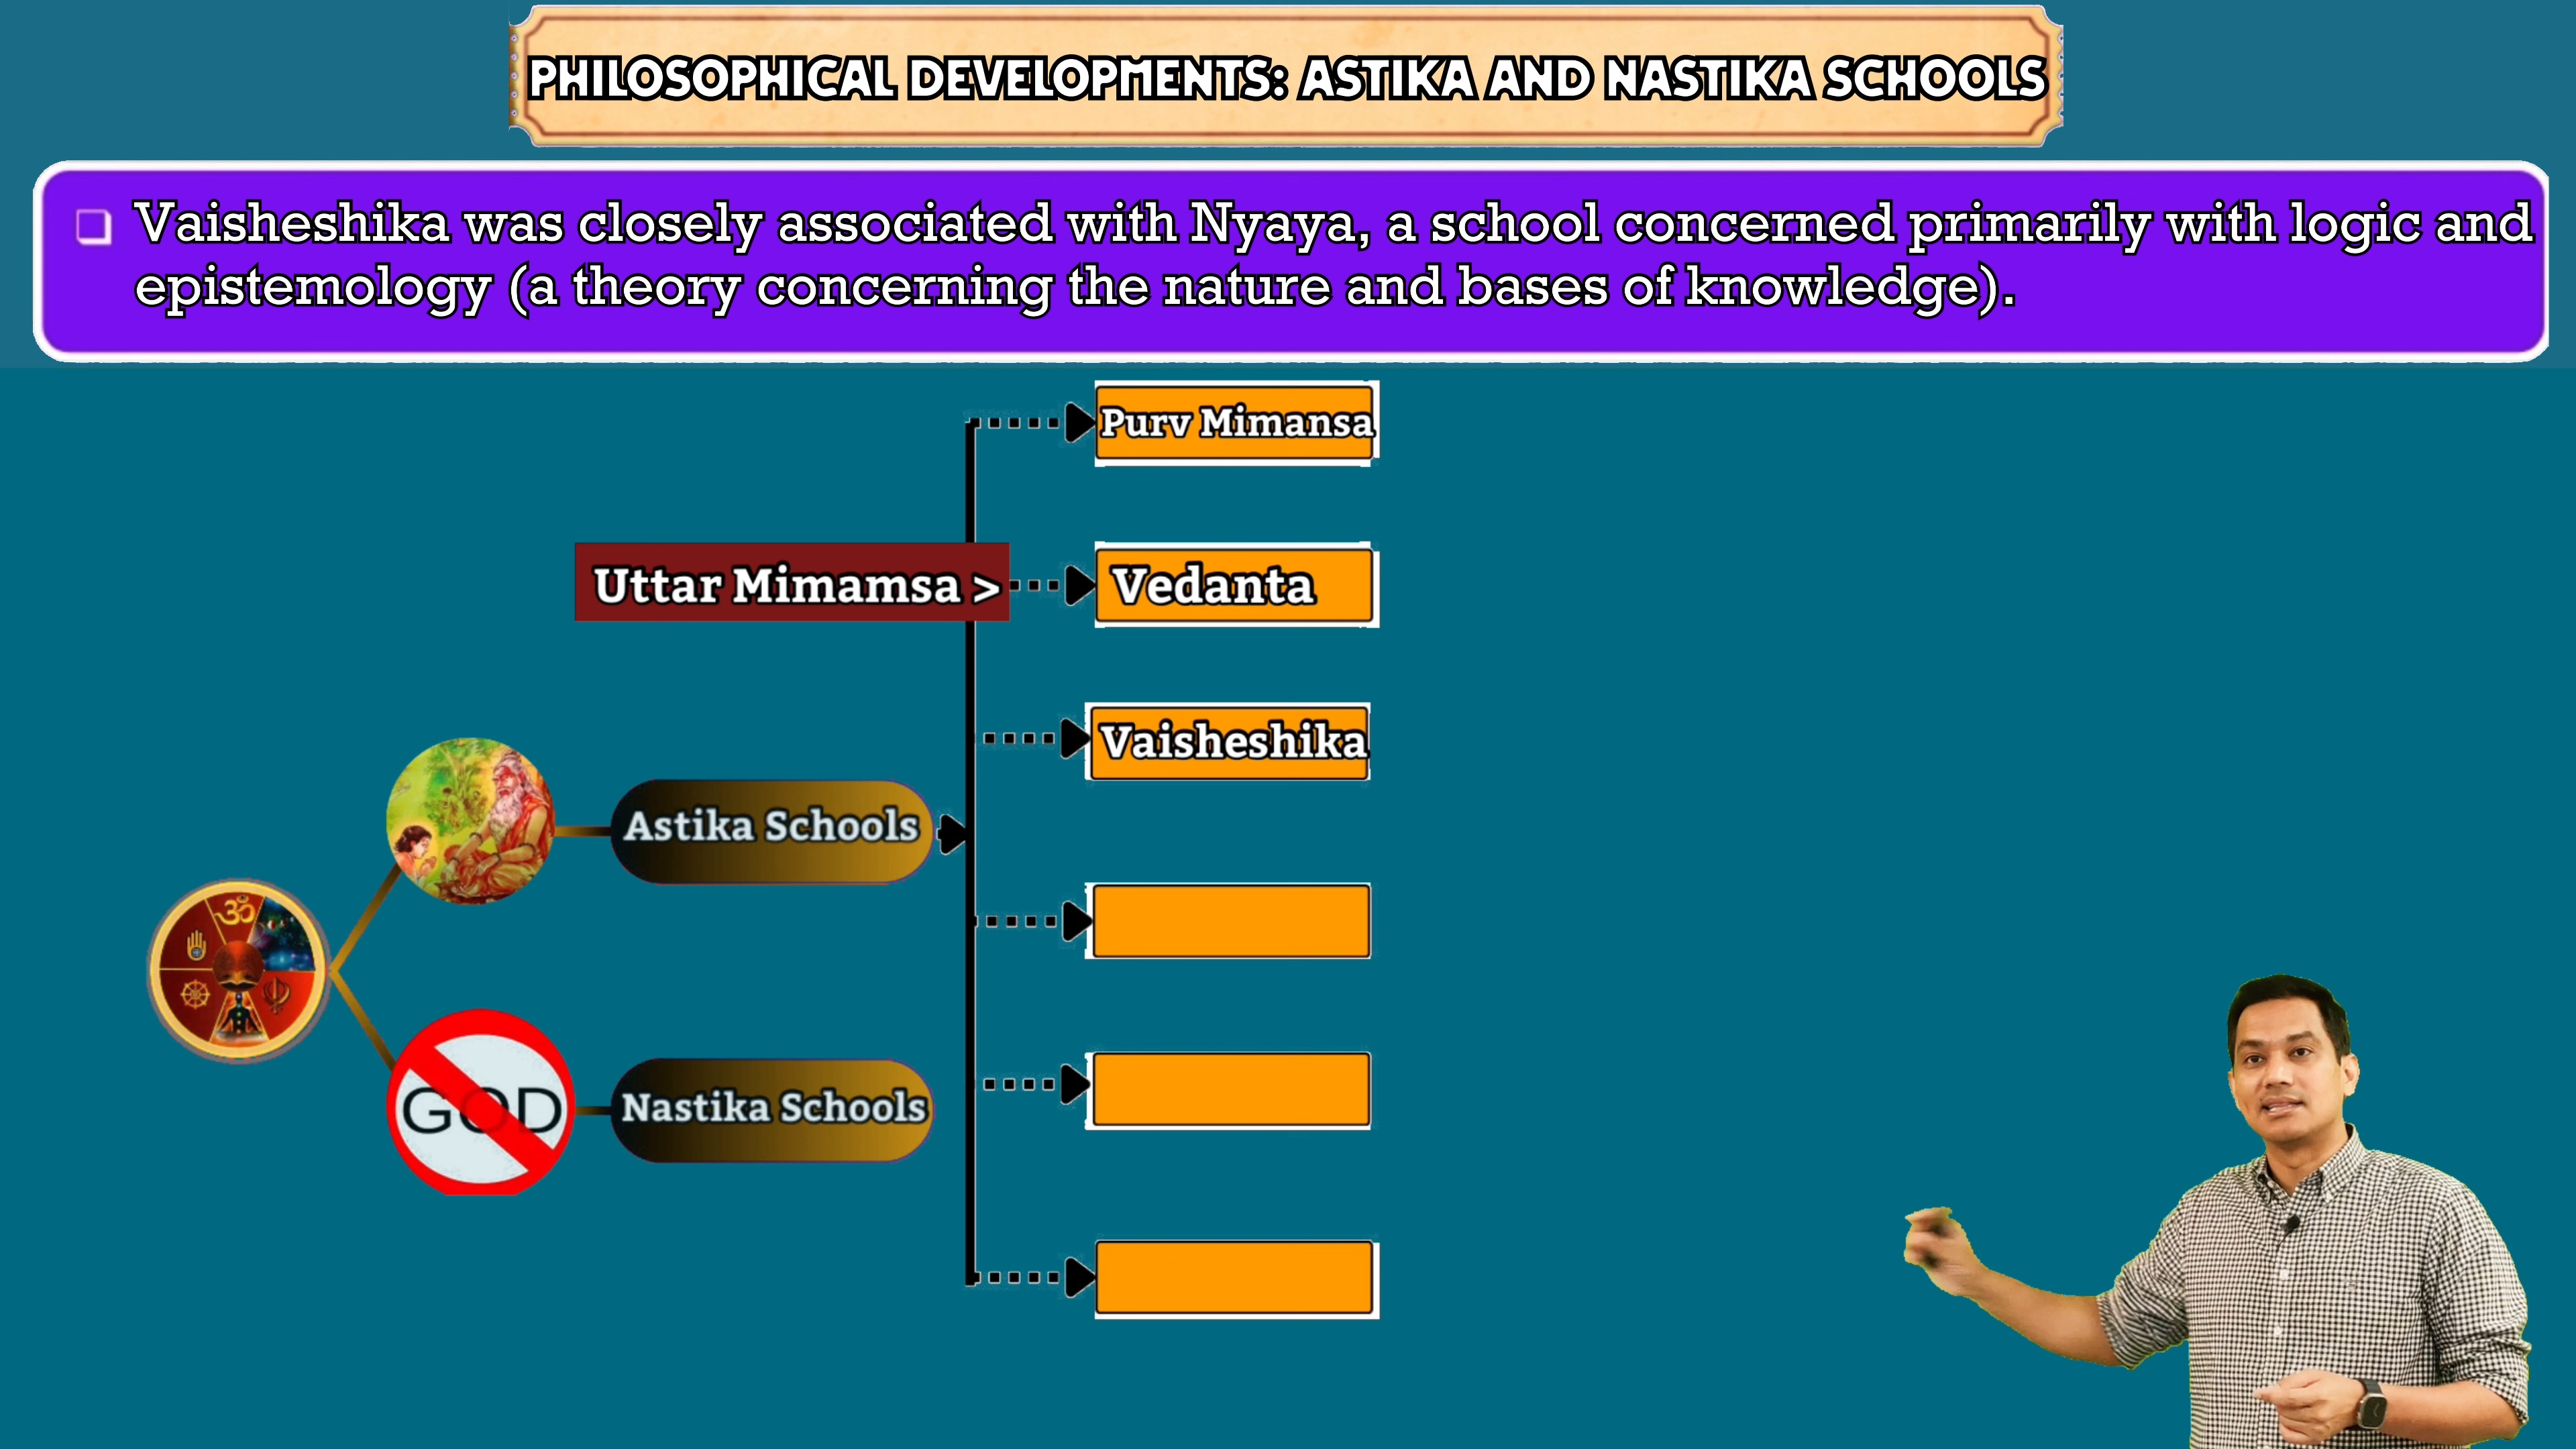 PHILOSOPHICAL DEVELOPMENTS: ASTIKA AND NASTIKA SCHOOLS
Vaisheshika was closely associated with Nyaya, a school concerned primarily with logic and
epistemology (a theory concerning the nature and bases of knowledge).
Purv Mimansa
Uttar Mimamsa >
Vedanta
Vaisheshika
Astika Schools
ॐ
GOD
Nastika Schools